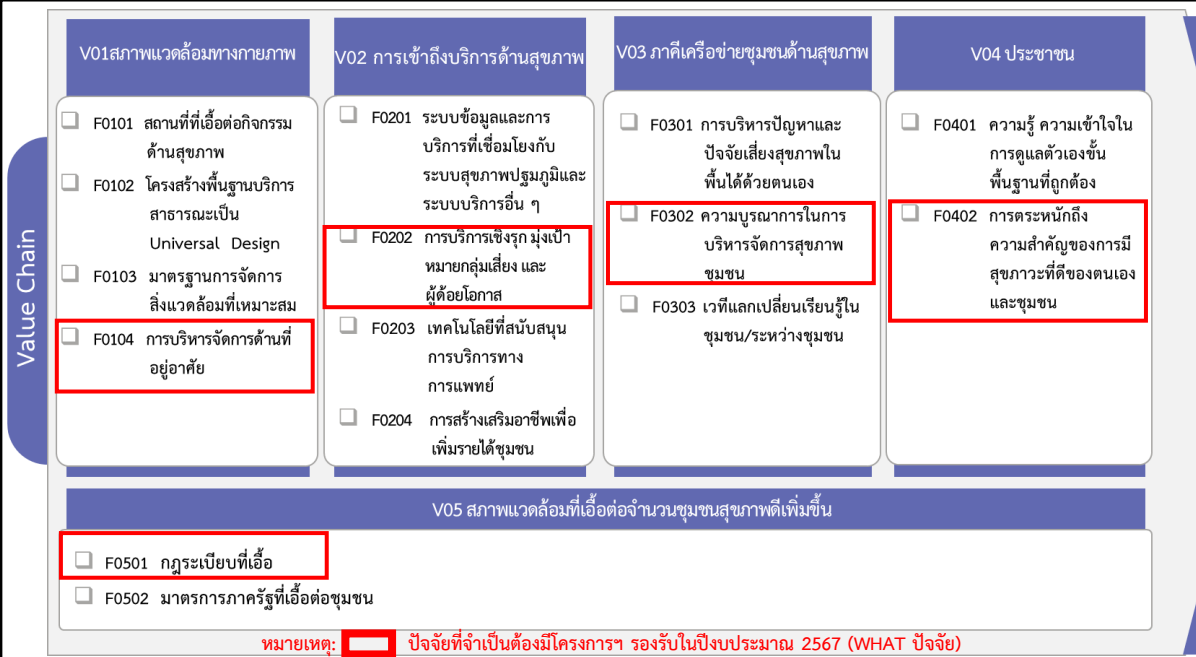 Value Chain
V01สภาพแวดล้อมทางกายภาพ
F0101 สถานที่ที่เอื้อต่อกิจกรรม
ด้านสุขภาพ
F0102 โครงสร้างพื้นฐานบริการ
สาธารณะเป็น
Universal Design
F0103 มาตรฐานการจัดการ
สิ่งแวดล้อมที่เหมาะสม
F0104 การบริหารจัดการด้านที่
อยู่อาศัย
V02 การเข้าถึงบริการด้านสุขภาพ
F0201 ระบบข้อมูลและการ
บริการที่เชื่อมโยงกับ
ระบบสุขภาพปฐมภูมิและ
ระบบบริการอื่น ๆ
F0202 การบริการเชิงรุก มุ่งเป้า
หมายกลุ่มเสี่ยง และ
ผู้ด้อยโอกาส
F0203 เทคโนโลยีที่สนับสนุน
การบริการทาง
การแพทย์
F0204 การสร้างเสริมอาชีพเพื่อ
เพิ่มรายได้ชุมชน
V03 ภาคีเครือข่ายชุมชนด้านสุขภาพ
F0301 การบริหารปัญหาและ
ปัจจัยเสี่ยงสุขภาพใน
พื้นได้ด้วยตนเอง
F0302 ความบูรณาการในการ
บริหารจัดการสุขภาพ
ชุมชน
F0303 เวทีแลกเปลี่ยนเรียนรู้ใน
ชุมชน/ระหว่างชุมชน
V04 ประชาชน
F0401 ความรู้ ความเข้าใจใน
การดูแลตัวเองขั้น
พื้นฐานที่ถูกต้อง
F0402 การตระหนักถึง
ความสำคัญของการมี
สุขภาวะที่ดีของตนเอง
และชุมชน
V05 สภาพแวดล้อมที่เอื้อต่อจำนวนชุมชนสุขภาพดีเพิ่มขึ้น
F0501 กฎระเบียบที่เอื้อ
F0502 มาตรการภาครัฐที่เอื้อต่อชุมชน
หมายเหตุ: ปัจจัยที่จำเป็นต้องมีโครงการฯ รองรับในปีงบประมาณ 2567 (WHAT ปัจจัย)